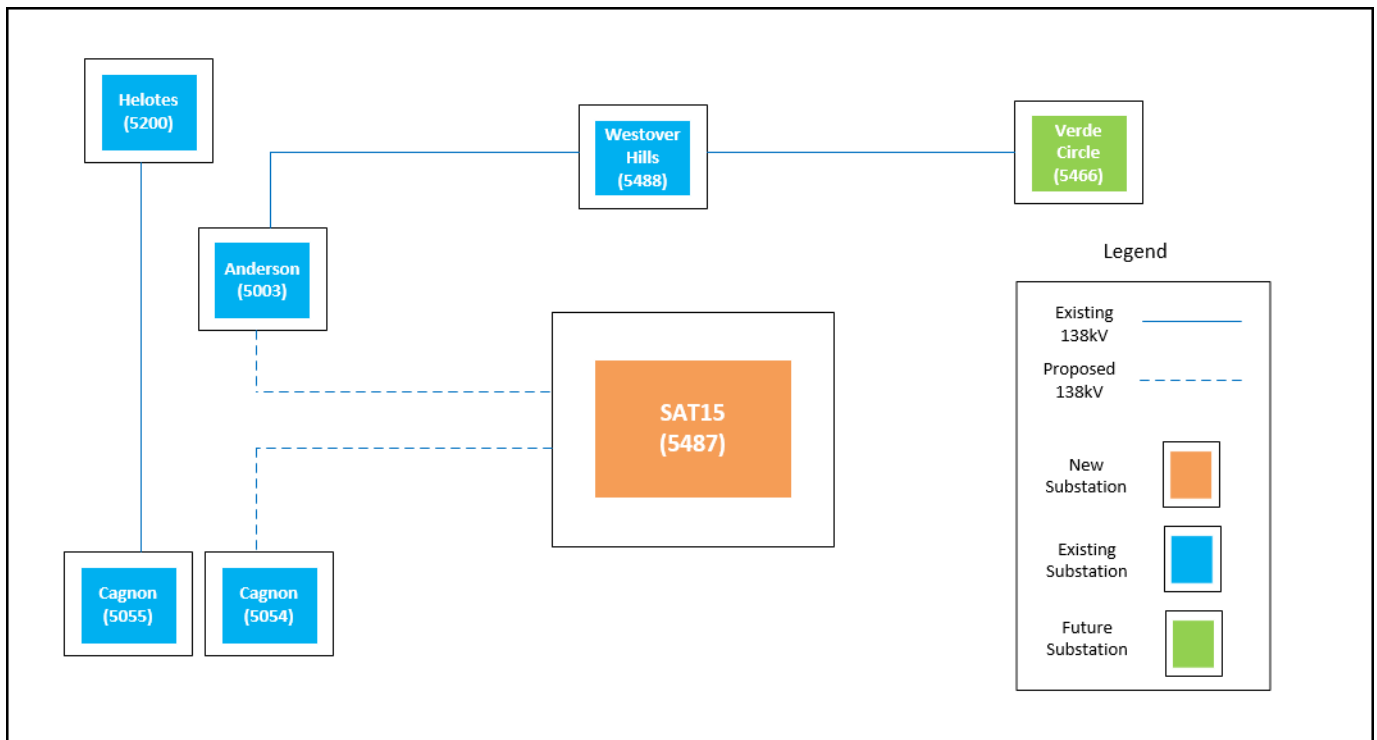 Helotes
(5200)
Westover
Hills
(5488)
Verde
Circle
(5466)
Anderson
(5003)
SAT15
(5487)
Cagnon
(5055)
Cagnon
(5054)
Legend
Existing
138kV
Proposed
138kV
New
Substation
Existing
Substation
Future
Substation